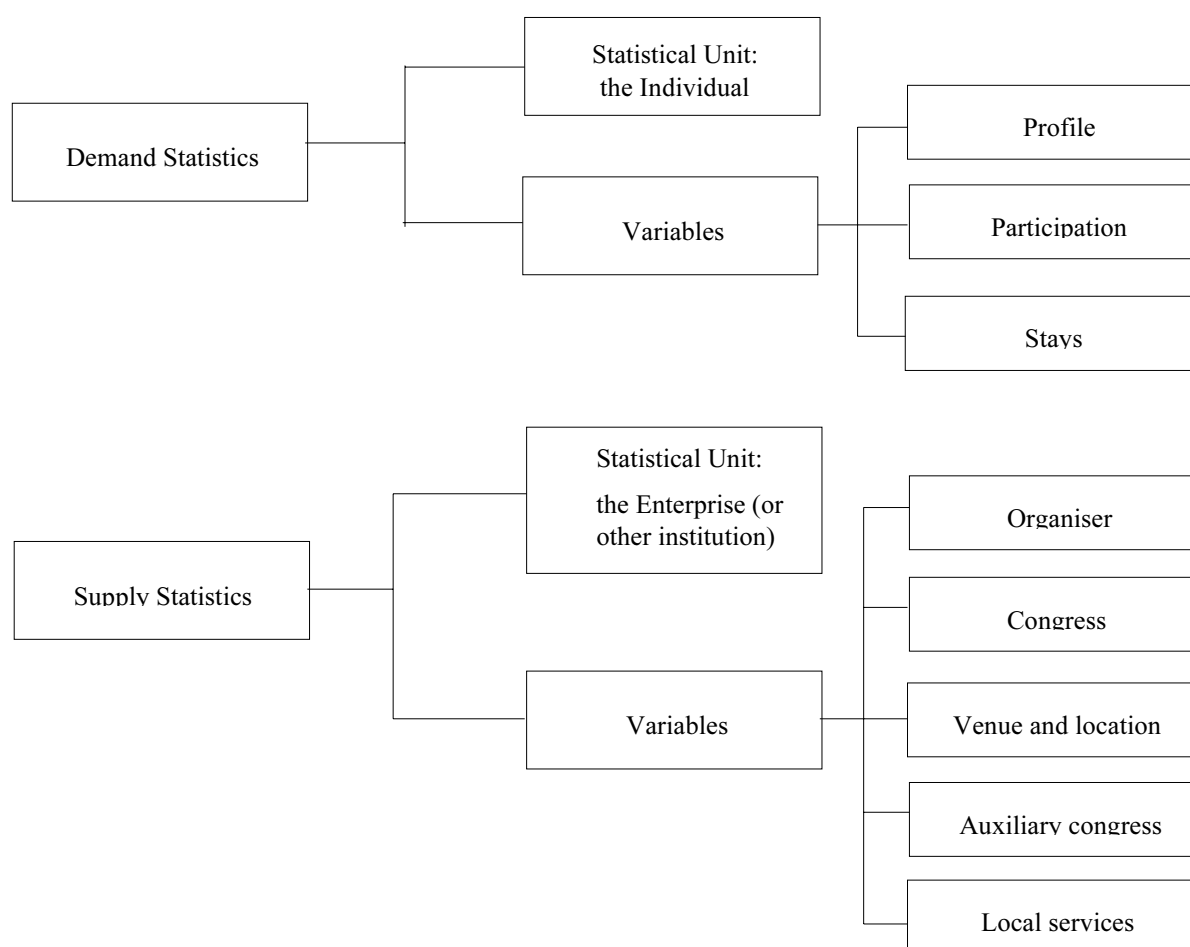 Statistical Unit:
the Individual
Demand Statistics
Variables
Profile
Participation
Stays
Statistical Unit:
the Enterprise (or
other institution)
Supply Statistics
Variables
Organiser
Congress
Venue and location
Auxiliary congress
Local services